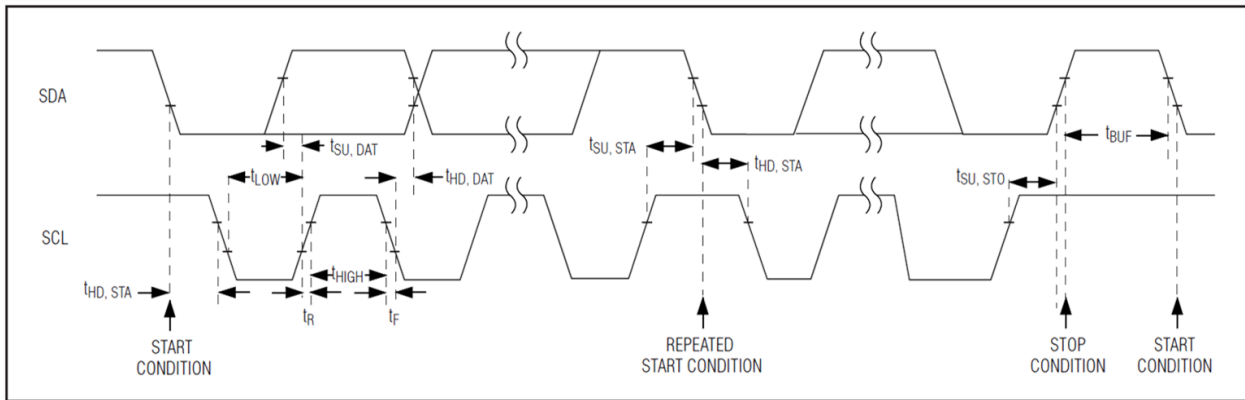 SDA
tSU, DAT
tSU, STA
tBUF
tLOW
tHD, DAT
tHD, STA
tSU, STO
SCL
tHIGH
tHD, STA
tR
tF
START
CONDITION
REPEATED
START CONDITION
STOP
CONDITION
START
CONDITION